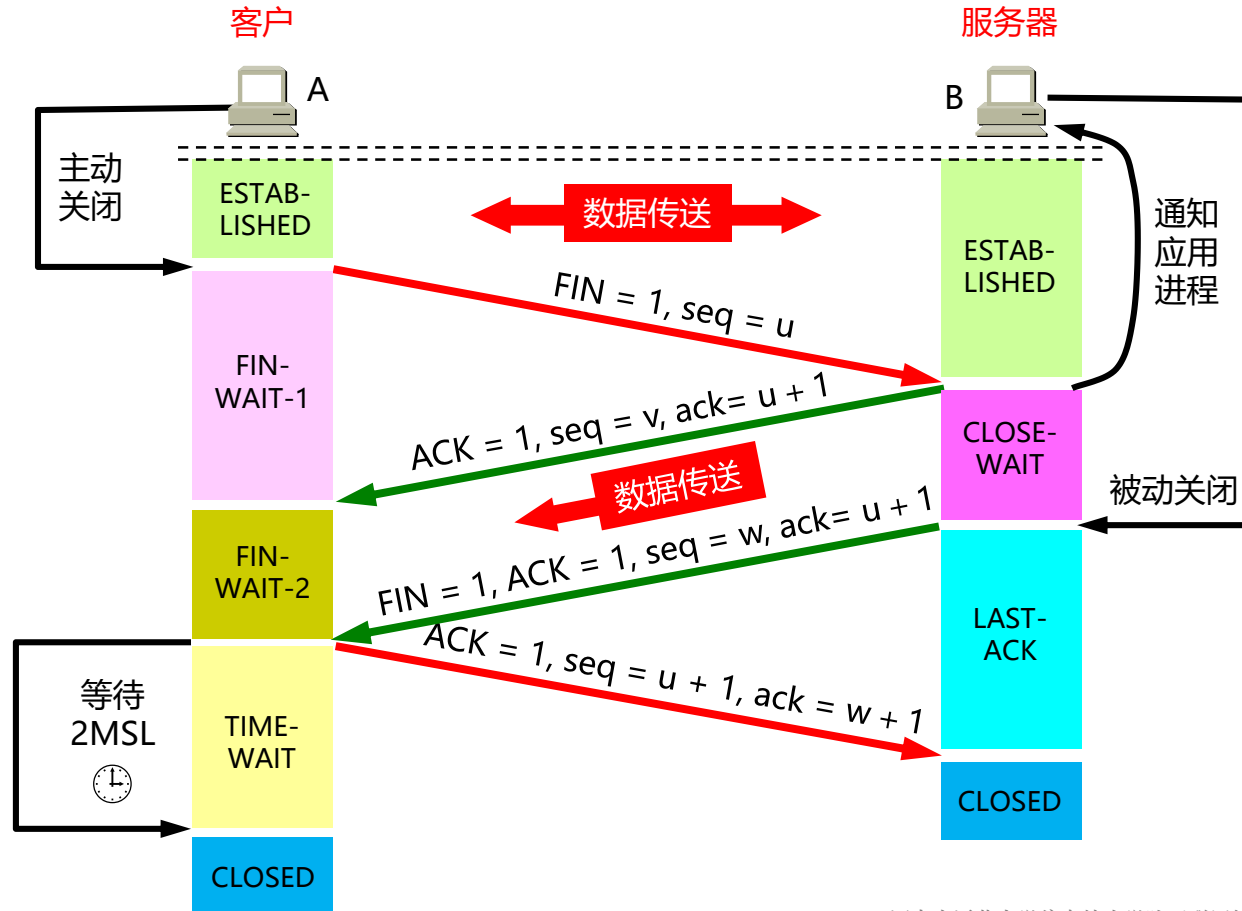 客户
服务器
A
B
主动
关闭
ESTAB-
LISHED
数据传送
ESTAB-
LISHED
通知
应用
进程
FIN = 1, seq = u
FIN-
WAIT-1
ACK = 1, seq = v, ack= u + 1
CLOSE-
WAIT
数据传送
被动关闭
FIN-
WAIT-2
FIN = 1, ACK = 1, seq = w, ack= u + 1
LAST-
ACK
ACK = 1, seq = u + 1, ack = w + 1
等待
2MSL
TIME-
WAIT
CLOSED
CLOSED